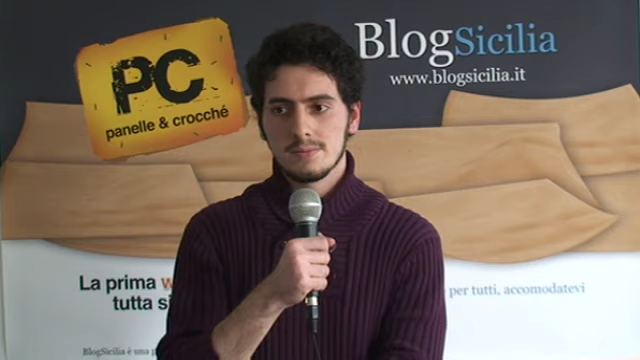 PC
panelle & crocché
BlogSicilia
www.blogsicilia.it
La prima
tutta
per tutti, accomodatevi
BlogSicilia è una